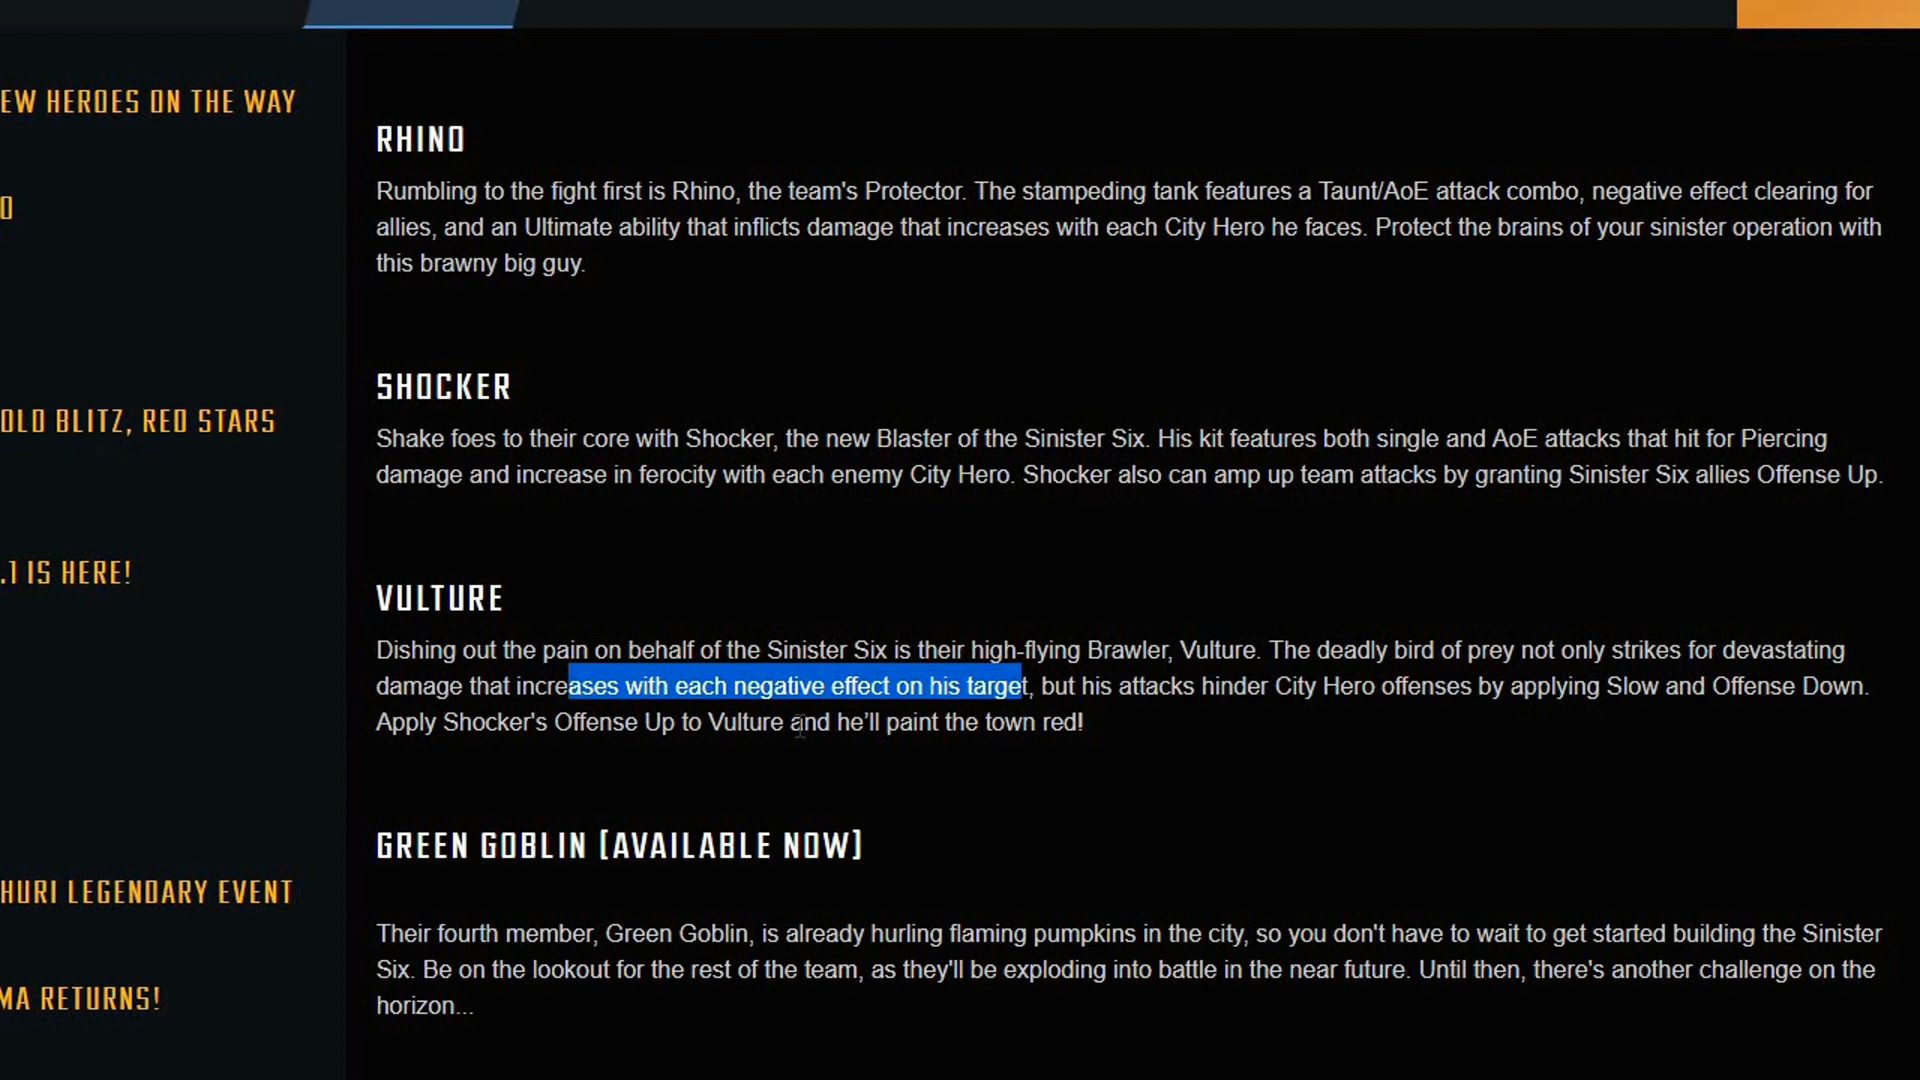 EW HEROES ON THE WAY
O
OLD BLITZ, RED STARS
.1 IS HERE!
HURI LEGENDARY EVENT
MA RETURNS!
RHINO
Rumbling to the fight first is Rhino, the team's Protector. The stampeding tank features a Taunt/AoE attack combo, negative effect clearing for
allies, and an Ultimate ability that inflicts damage that increases with each City Hero he faces. Protect the brains of your sinister operation with
this brawny big guy.
SHOCKER
Shake foes to their core with Shocker, the new Blaster of the Sinister Six. His kit features both single and AoE attacks that hit for Piercing
damage and increase in ferocity with each enemy City Hero. Shocker also can amp up team attacks by granting Sinister Six allies Offense Up.
VULTURE
Dishing out the pain on behalf of the Sinister Six is their high-flying Brawler, Vulture. The deadly bird of prey not only strikes for devastating
damage that increases with each negative effect on his target, but his attacks hinder City Hero offenses by applying Slow and Offense Down.
Apply Shocker's Offense Up to Vulture and he’ll paint the town red!
GREEN GOBLIN [AVAILABLE NOW]
Their fourth member, Green Goblin, is already hurling flaming pumpkins in the city, so you don't have to wait to get started building the Sinister
Six. Be on the lookout for the rest of the team, as they'll be exploding into battle in the near future. Until then, there's another challenge on the
horizon...